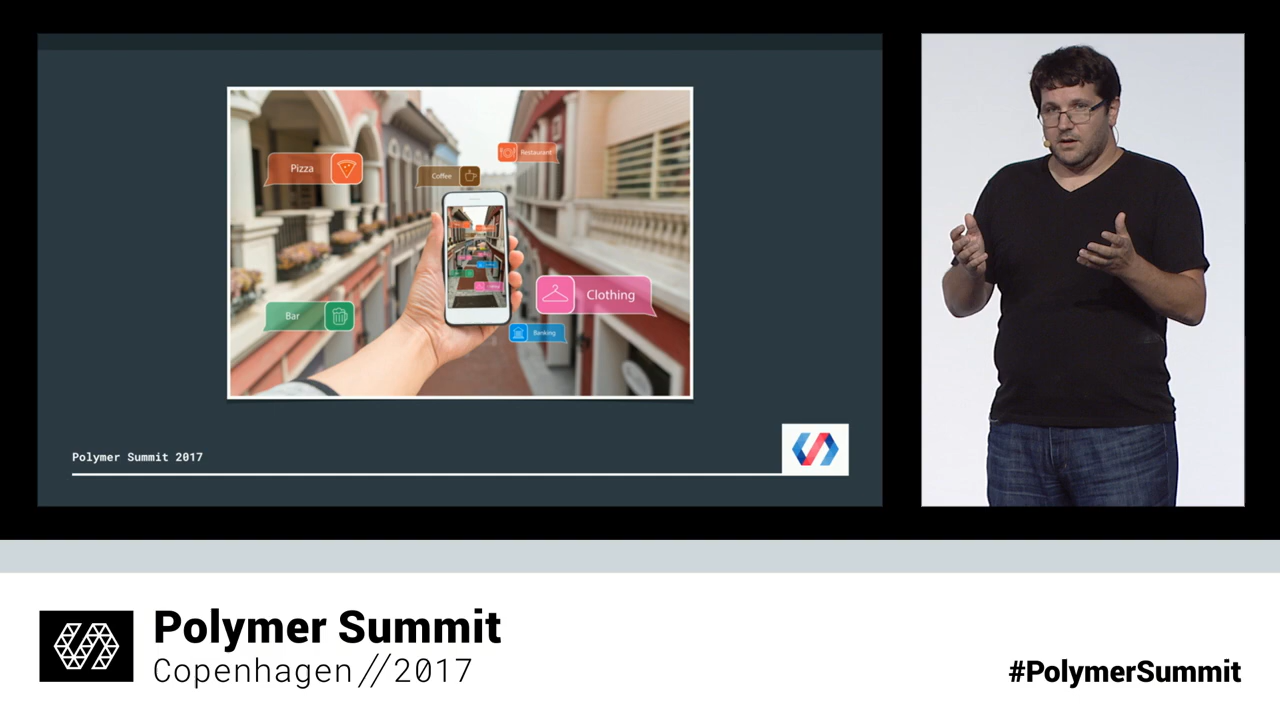 Pizza
Coffee
Restaurant
Clothing
Bar
Banking
Polymer Summit 2017
Polymer Summit
Copenhagen//2017
#PolymerSummit